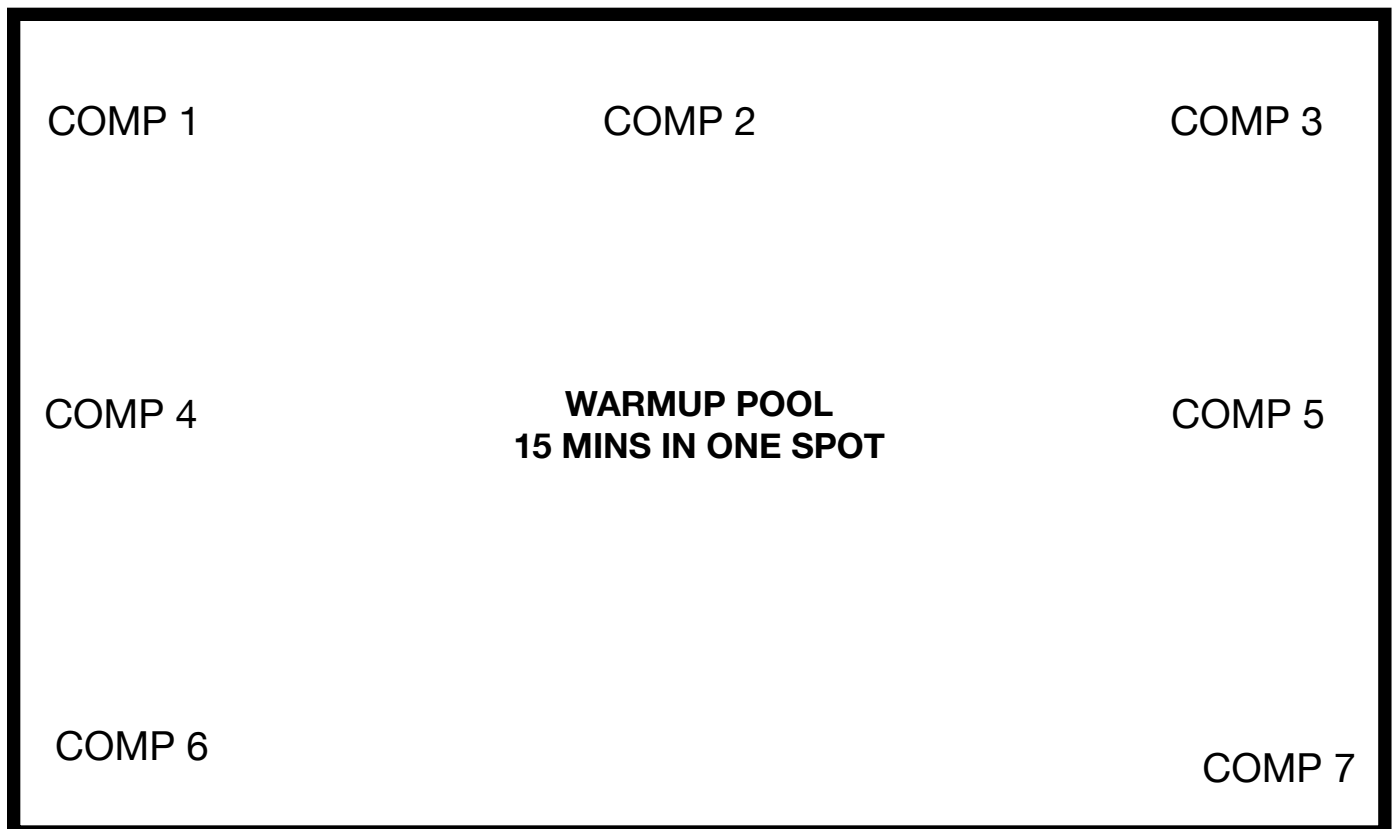 COMP 1
COMP 2
COMP 3
COMP 4
WARMUP POOL
15 MINS IN ONE SPOT
COMP 5
COMP 6
COMP 7